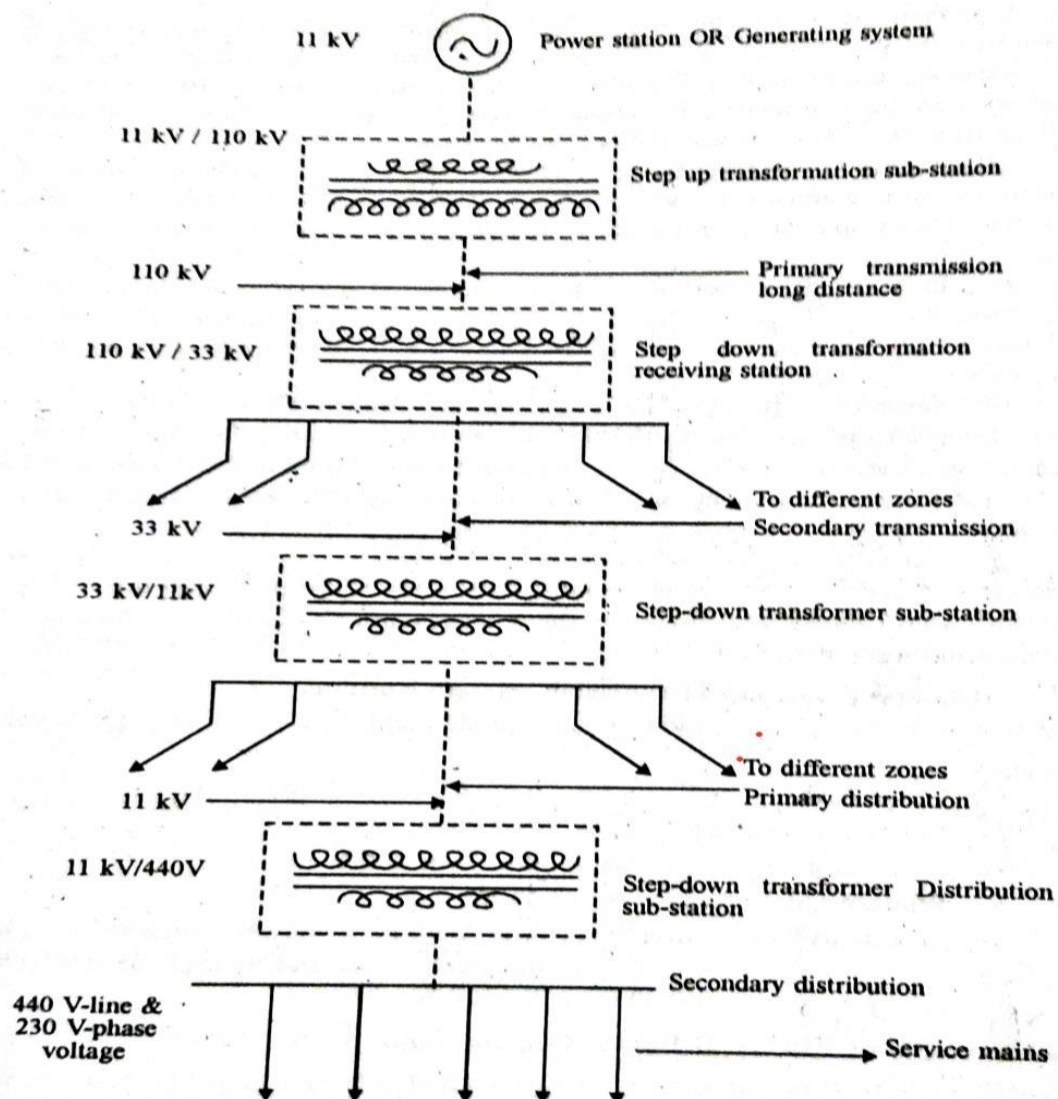 11 kV
Power station OR Generating system
11 kV / 110 kV
Step up transformation sub-station
110 kV
Primary transmission
long distance
110 kV / 33 kV
Step down transformation
receiving station
To different zones
33 kV
Secondary transmission
33 kV/11kV
Step-down transformer sub-station
To different zones
11 kV
Primary distribution
11 kV/440V
Step-down transformer Distribution
sub-station
Secondary distribution
440 V-line &
230 V-phase
voltage
Service mains